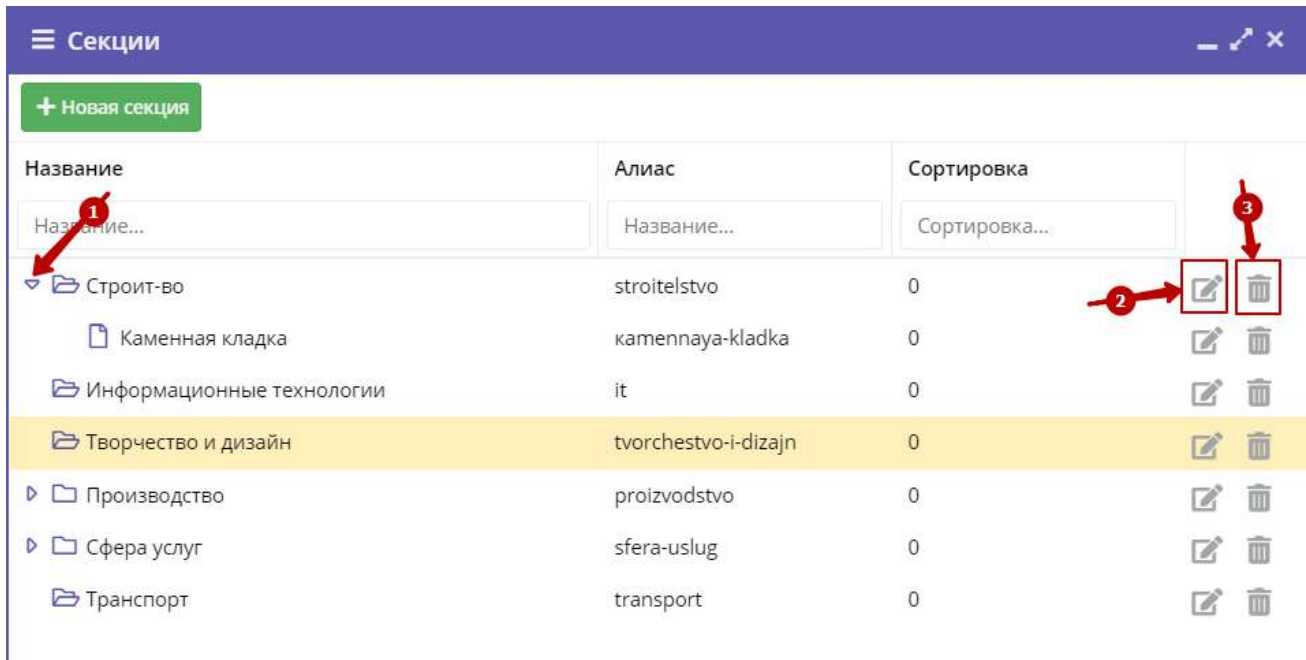 Секции
Новая секция
Название Алиас Сортировка
Название... Название... Сортировка...
1
3
Строит-во stroitelstvo 0
2
Каменная кладка каmennaya-kladka 0
Информационные технологии it 0
Творчество и дизайн tvorchestvo-i-dizajn 0
Производство proizvodstvo 0
Сфера услуг sfera-uslug 0
Транспорт transport 0